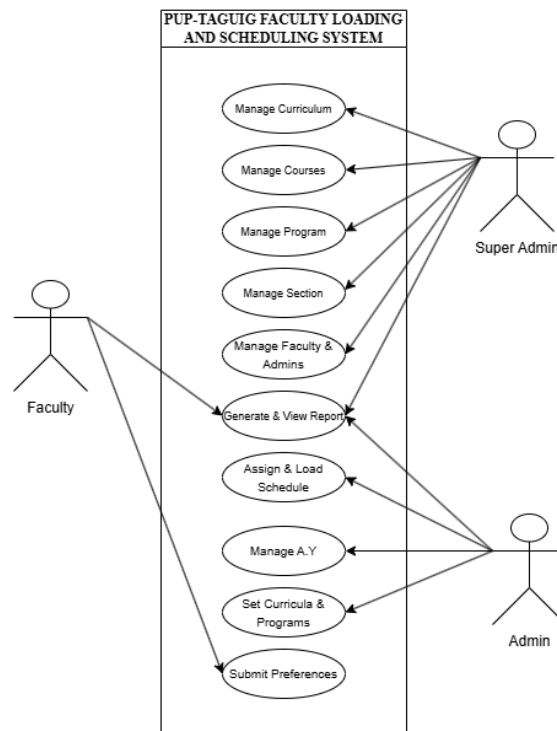 PUP-TAGUIG FACULTY LOADING
AND SCHEDULING SYSTEM
Manage Curriculum
Manage Courses
Super Admin
Manage Program
Manage Section
Manage Faculty &
Admins
Faculty
Generate & View Report
Assign & Load
Schedule
Manage A.Y
Set Curricula &
Programs
Admin
Submit Preferences